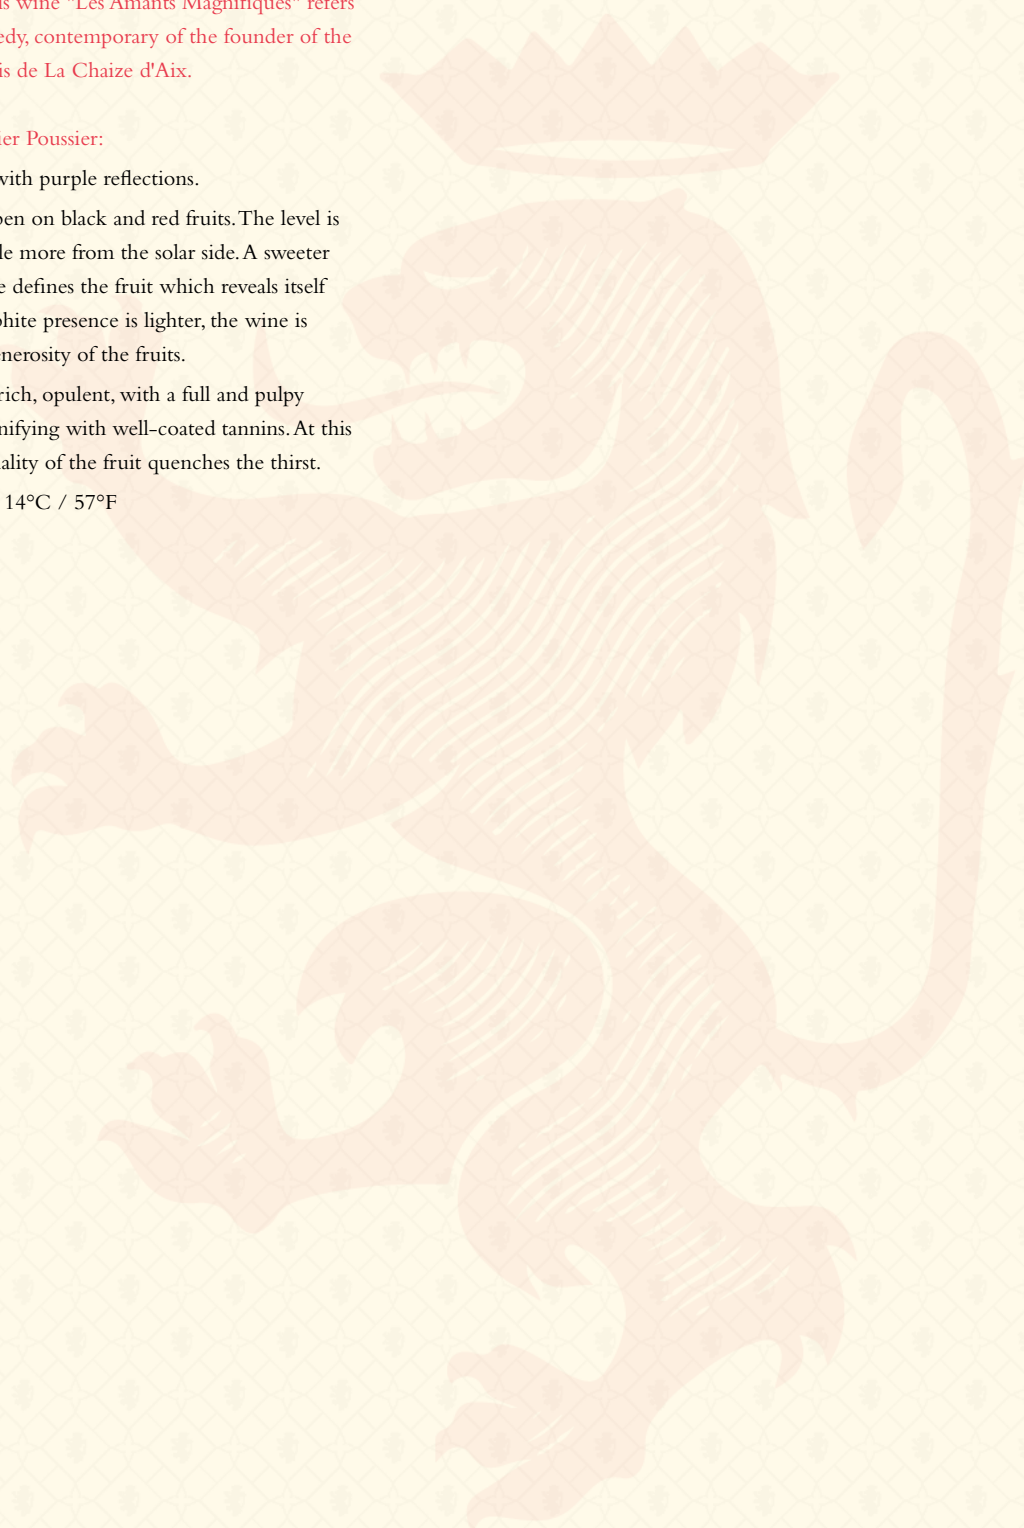 wine "Les Amants Magnifiques" refers
edy, contemporary of the founder of the
is de La Chaize d'Aix.
ier Poussier:
with purple reflections.
pen on black and red fruits. The level is
le more from the solar side. A sweeter
e defines the fruit which reveals itself
phite presence is lighter, the wine is
enerosity of the fruits.
rich, opulent, with a full and pulpy
nifying with well-coated tannins. At this
ality of the fruit quenches the thirst.
14°C / 57°F